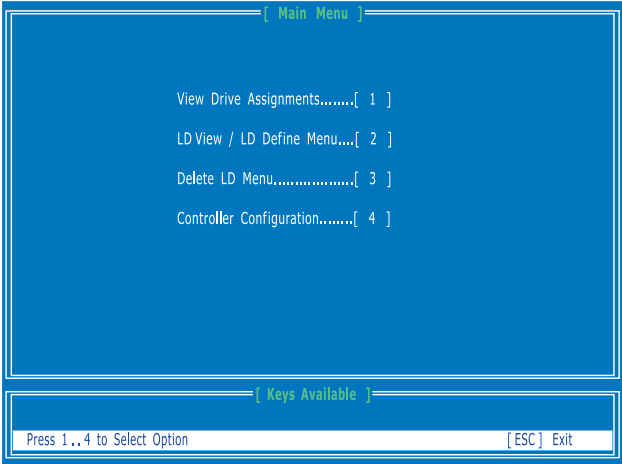 [ Main Menu ]
View Drive Assignments........[ 1 ]
LD View / LD Define Menu....[ 2 ]
Delete LD Menu...................[ 3 ]
Controller Configuration........[ 4 ]
[ Keys Available ]
Press 1..4 to Select Option [ESC] Exit